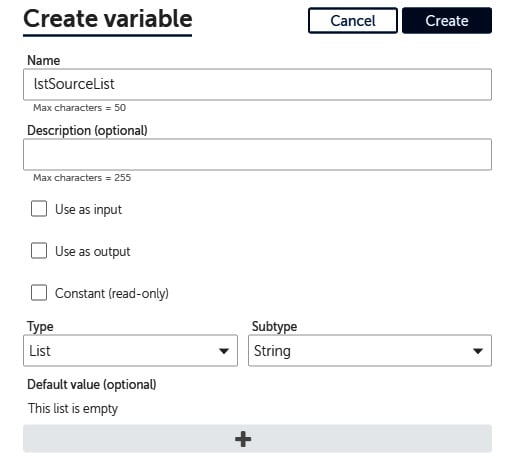 Create variable
Cancel
Create
Name
lstSourceList
Max characters = 50
Description (optional)
Max characters = 255
Use as input
Use as output
Constant (read-only)
Type
Subtype
List
String
Default value (optional)
This list is empty
+